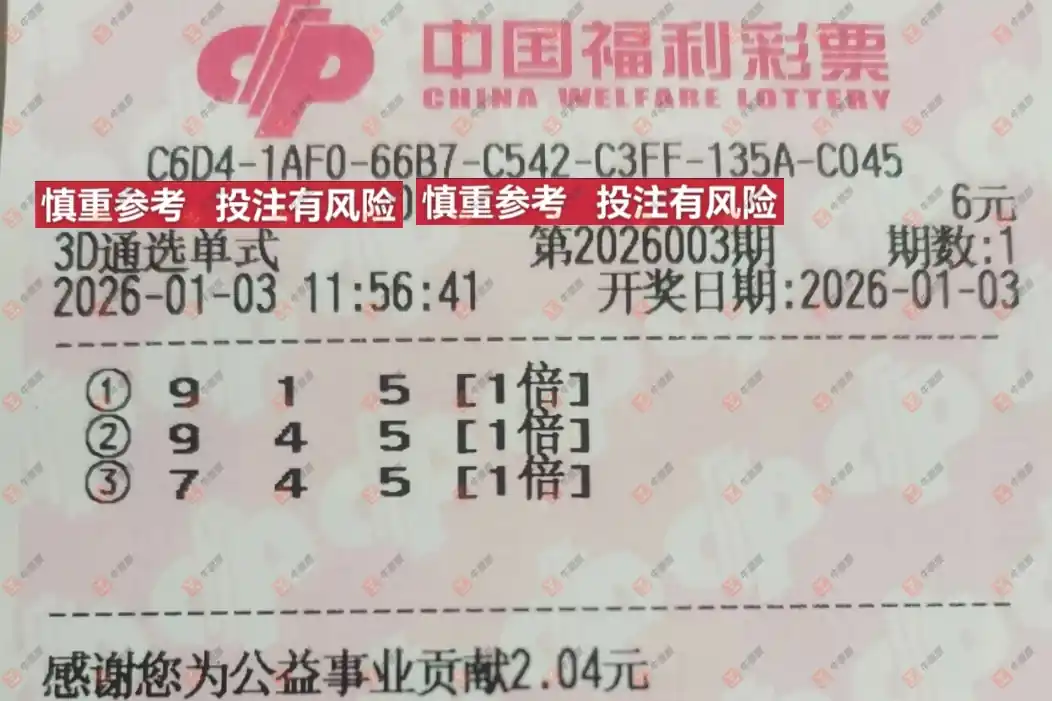 中国福利彩票
CHINA WELFARE LOTTERY
C6D4-1AF0-66B7-C542-C3FF-135A-C045
慎重参考 投注有风险 慎重参考 投注有风险 6元
3D通选单式 第2026003期 期数:1
2026-01-03 11:56:41 开奖日期:2026-01-03
① 9 1 5 [1倍]
② 9 4 5 [1倍]
③ 7 4 5 [1倍]
感谢您为公益事业贡献2.04元